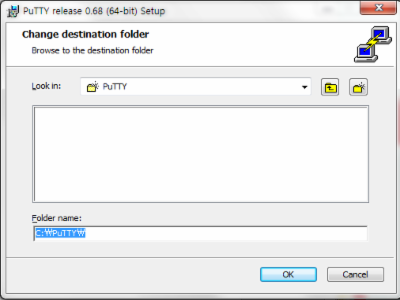 PuTTY release 0.68 (64-bit) Setup
Change destination folder
Browse to the destination folder
Look in:
PuTTY
Folder name:
C:₩PuTTY₩
OK
Cancel